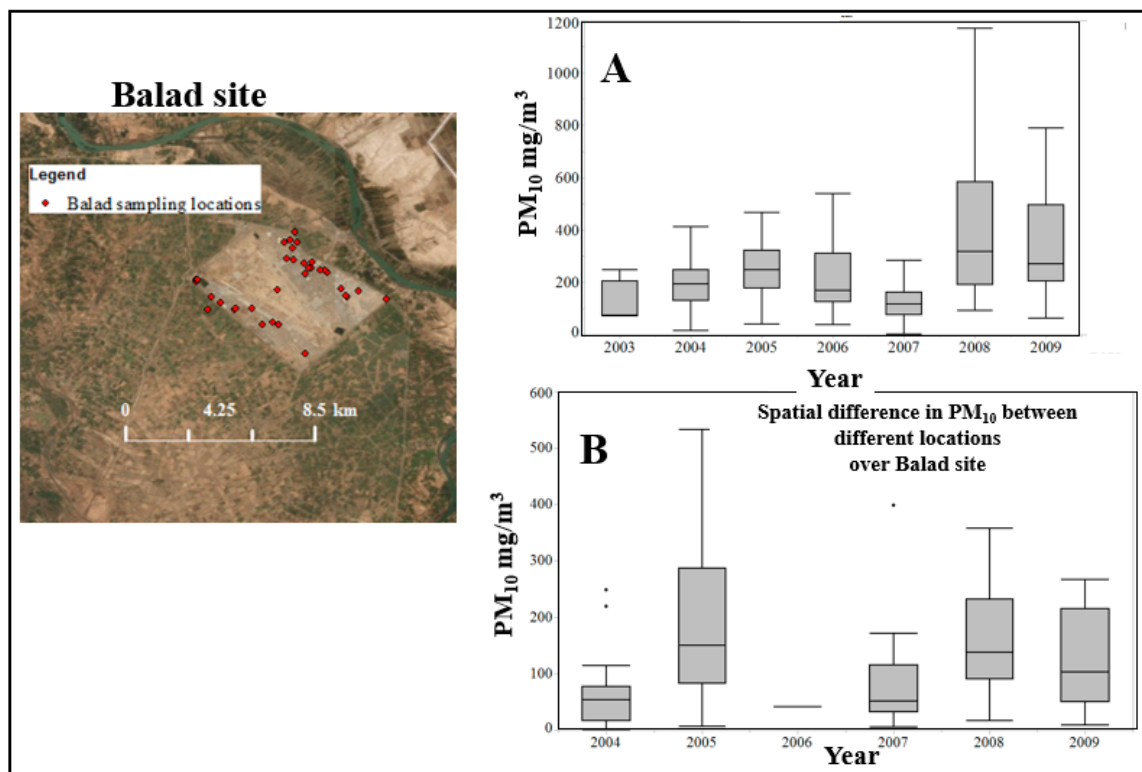 Balad site
Legend
Balad sampling locations
0 4.25 8.5 km
A
PM₁₀ mg/m³
1200
1000
800
600
400
200
0
2003 2004 2005 2006 2007 2008 2009
Year
B
Spatial difference in PM₁₀ between
different locations
over Balad site
PM₁₀ mg/m³
600
500
400
300
200
100
0
2004 2005 2006 2007 2008 2009
Year